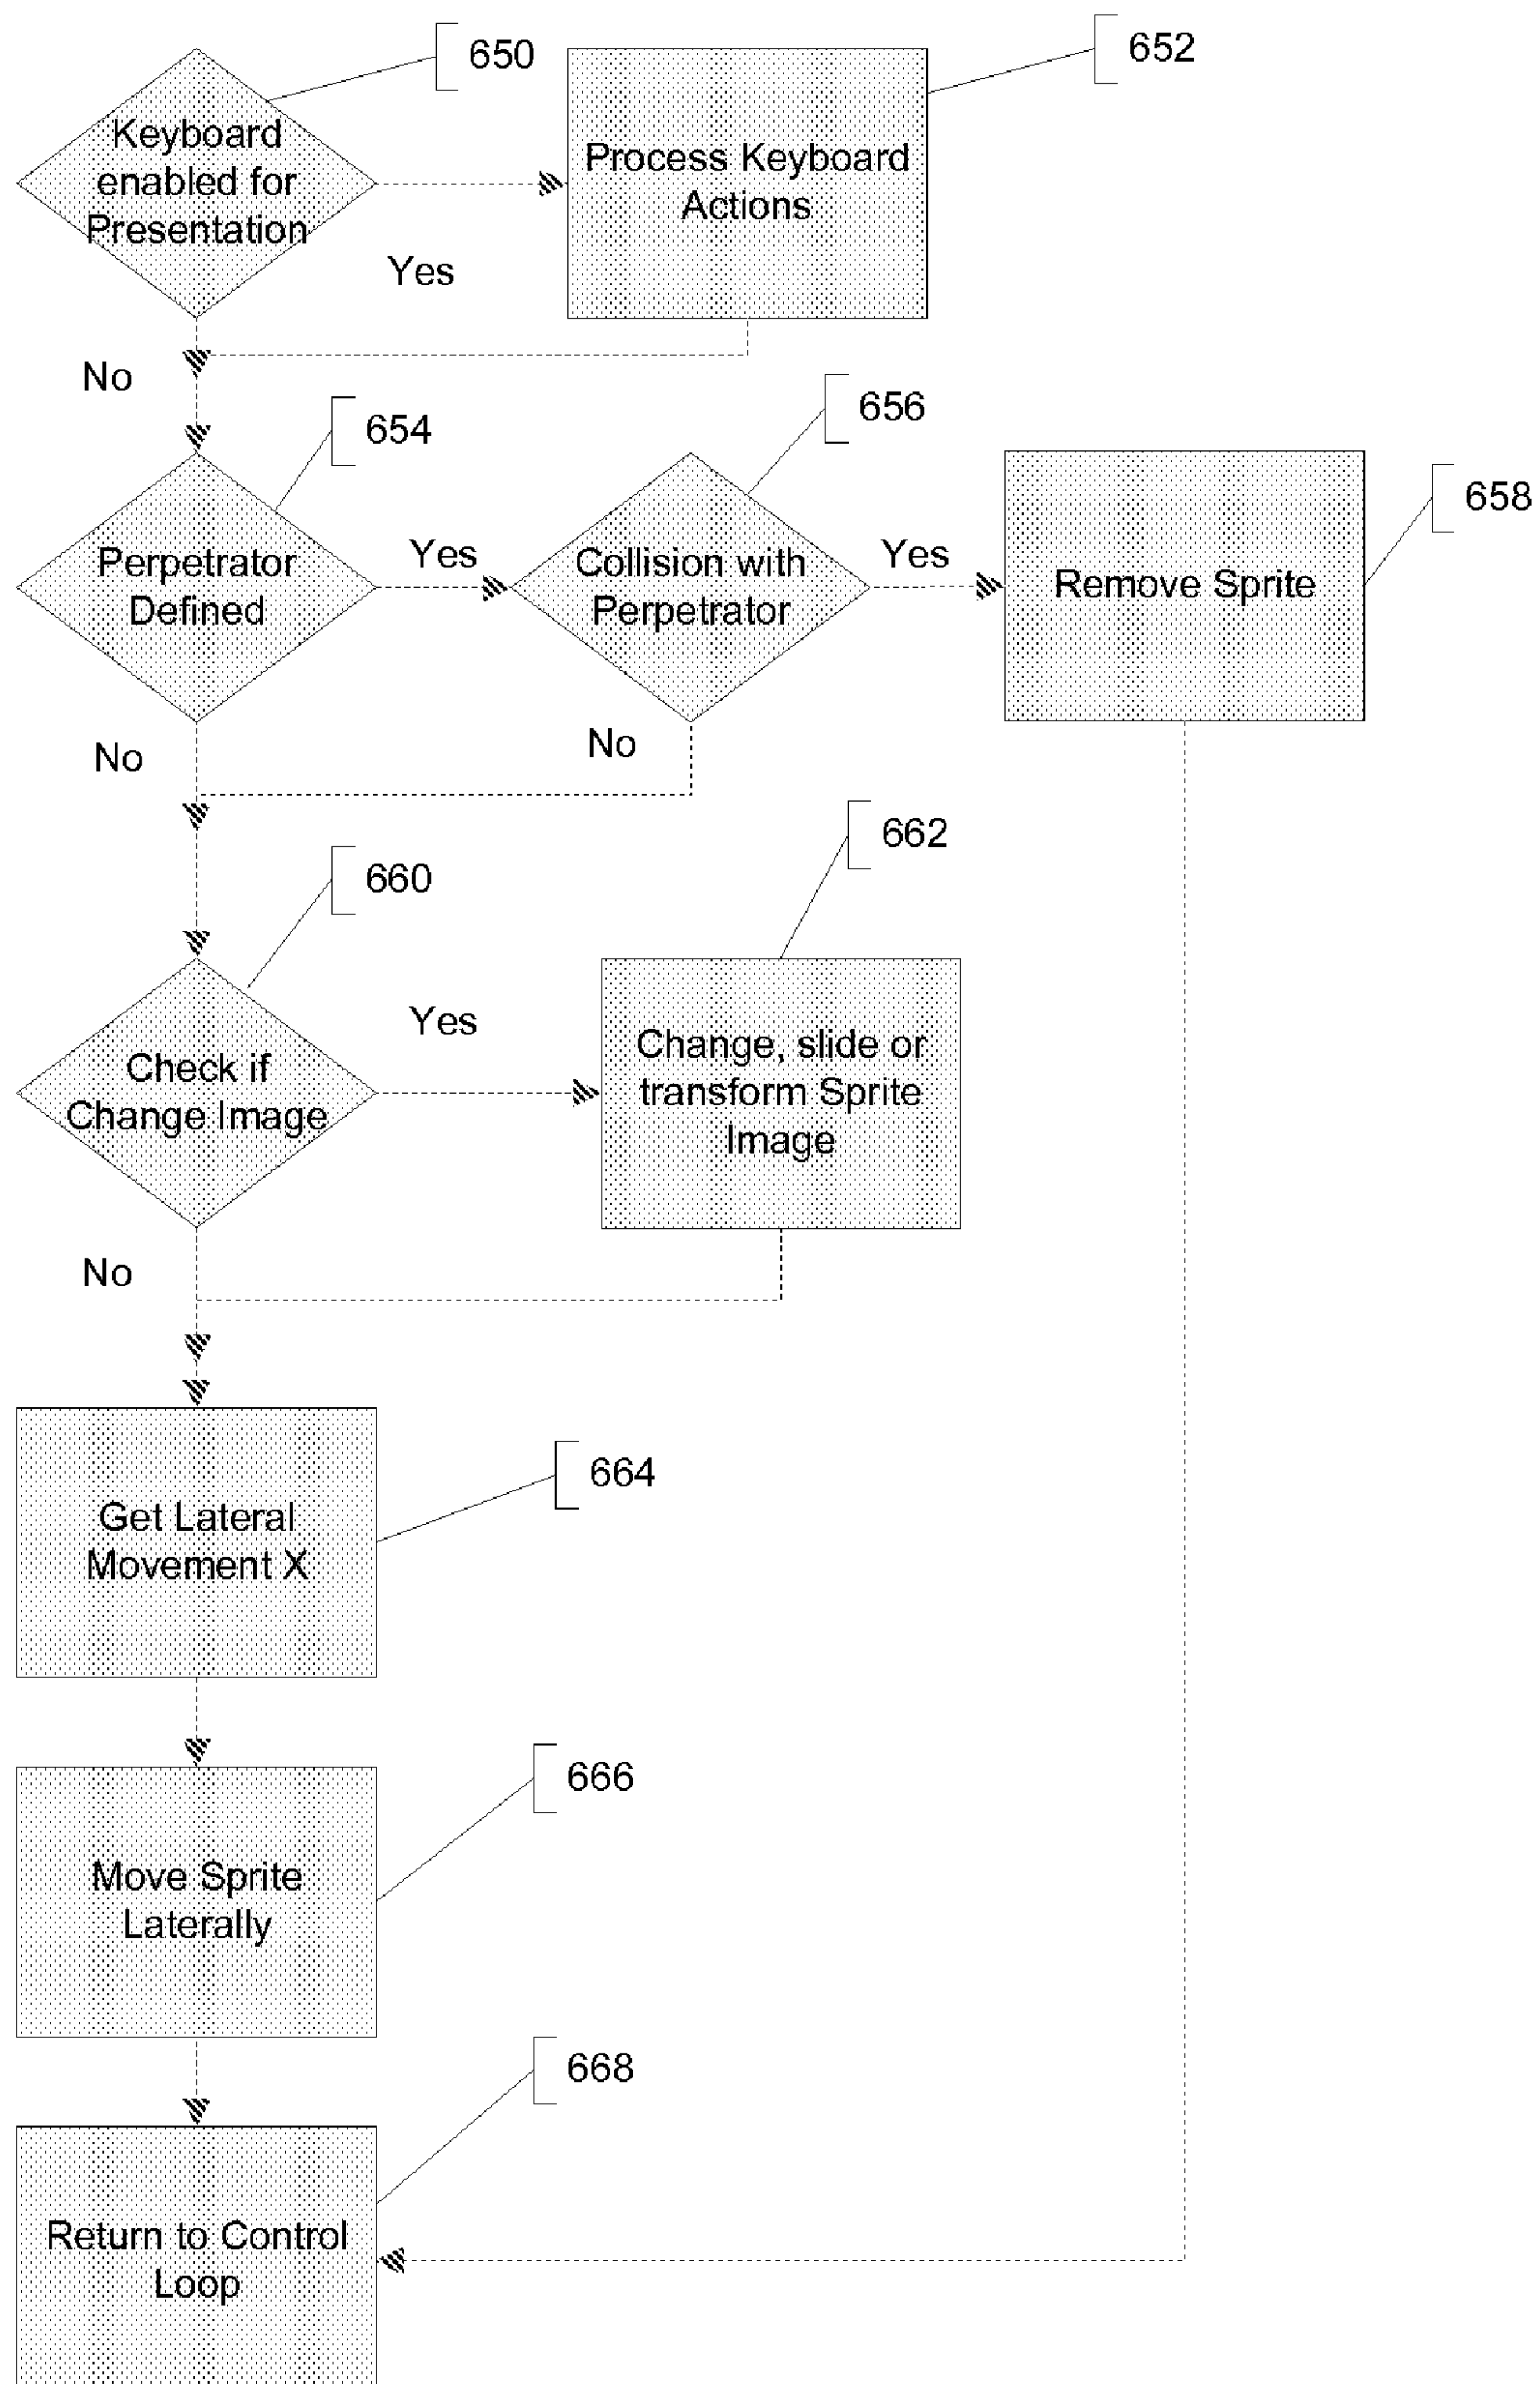 650
652
Keyboard
enabled for
Presentation
Process Keyboard
Actions
Yes
No
654
656
658
Perpetrator
Defined
Yes
Collision with
Perpetrator
Yes
Remove Sprite
No
No
660
662
Check if
Change Image
Yes
Change, slide or
transform Sprite
Image
No
664
Get Lateral
Movement X
666
Move Sprite
Laterally
668
Return to Control
Loop